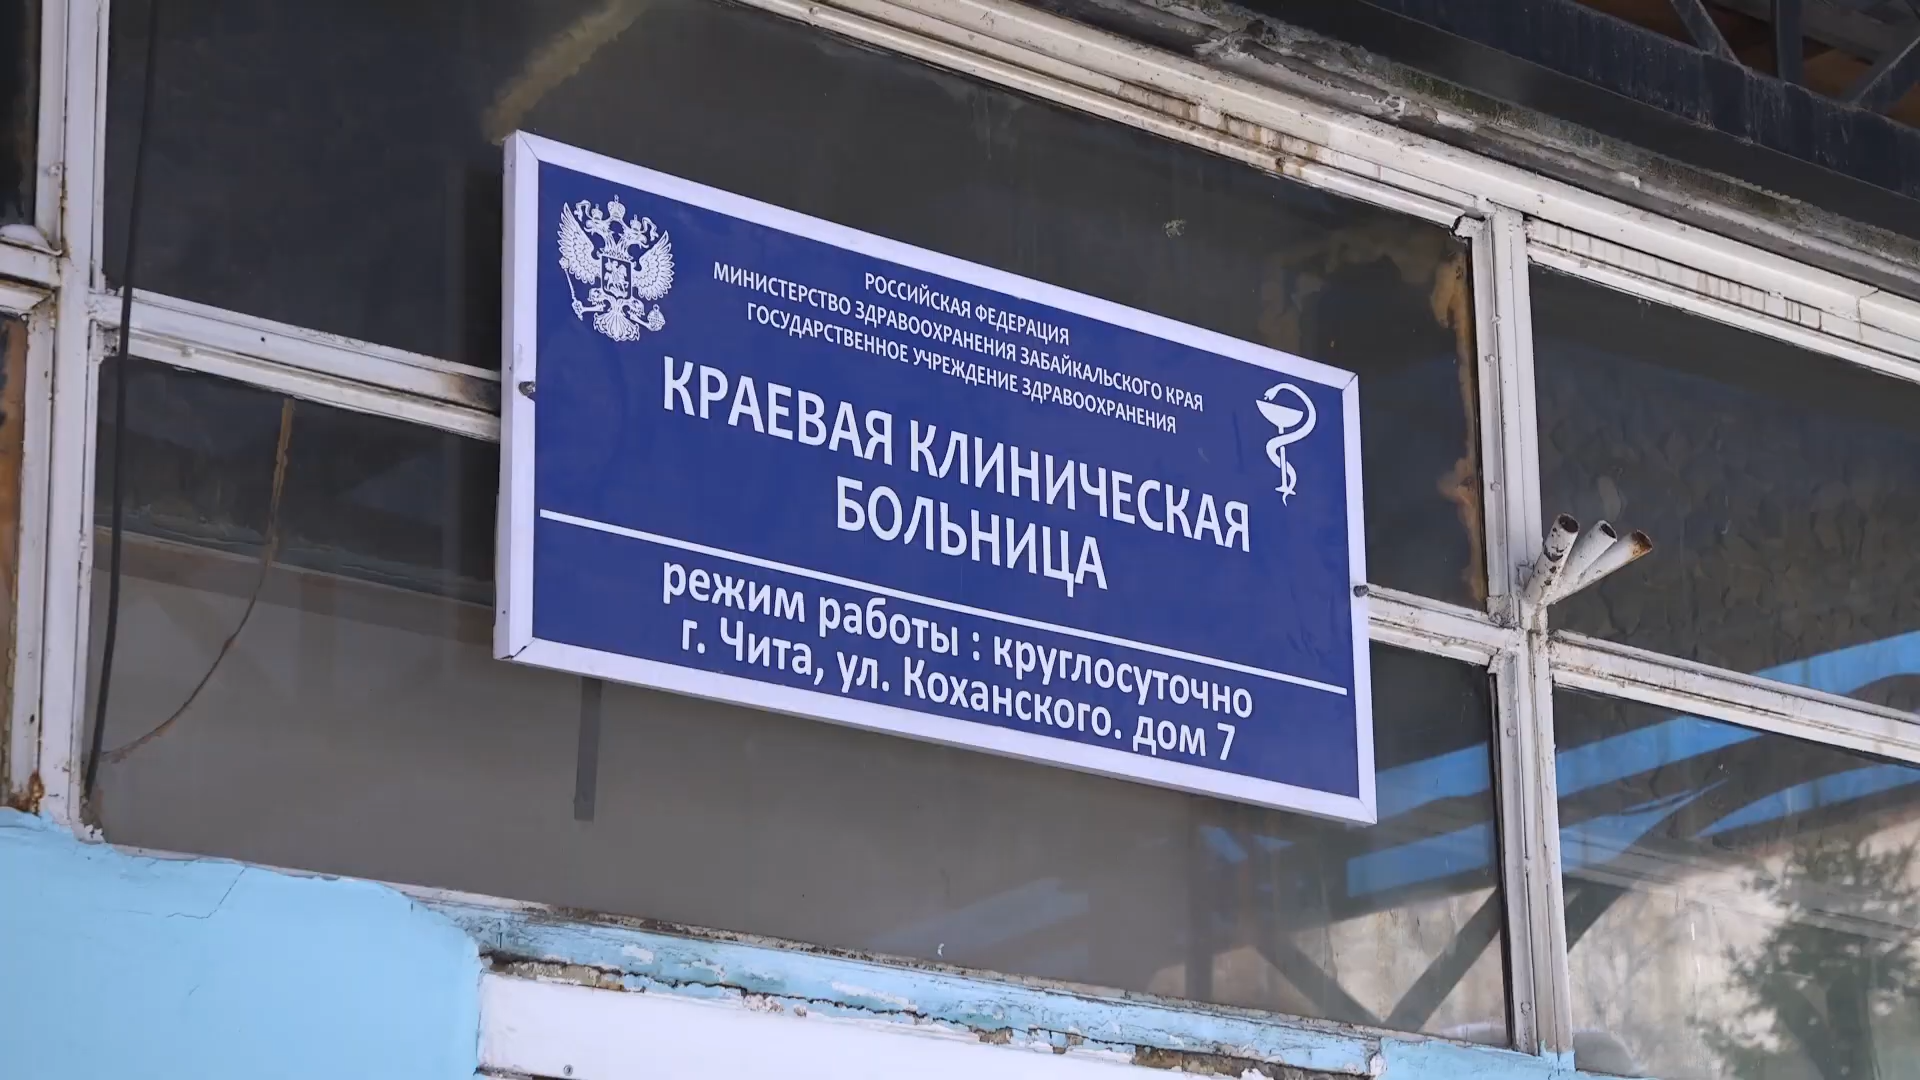 РОССИЙСКАЯ ФЕДЕРАЦИЯ
МИНИСТЕРСТВО ЗДРАВООХРАНЕНИЯ ЗАБАЙКАЛЬСКОГО КРАЯ
ГОСУДАРСТВЕННОЕ УЧРЕЖДЕНИЕ ЗДРАВООХРАНЕНИЯ
КРАЕВАЯ КЛИНИЧЕСКАЯ
БОЛЬНИЦА
режим работы : круглосуточно
г. Чита, ул. Коханского. дом 7